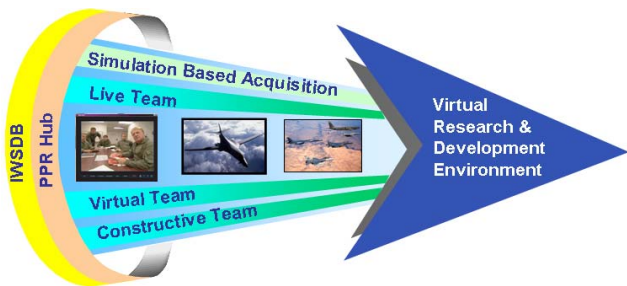 IWSDB
PPR Hub
Simulation Based Acquisition
Live Team
Virtual Team
Constructive Team
Virtual
Research &
Development
Environment